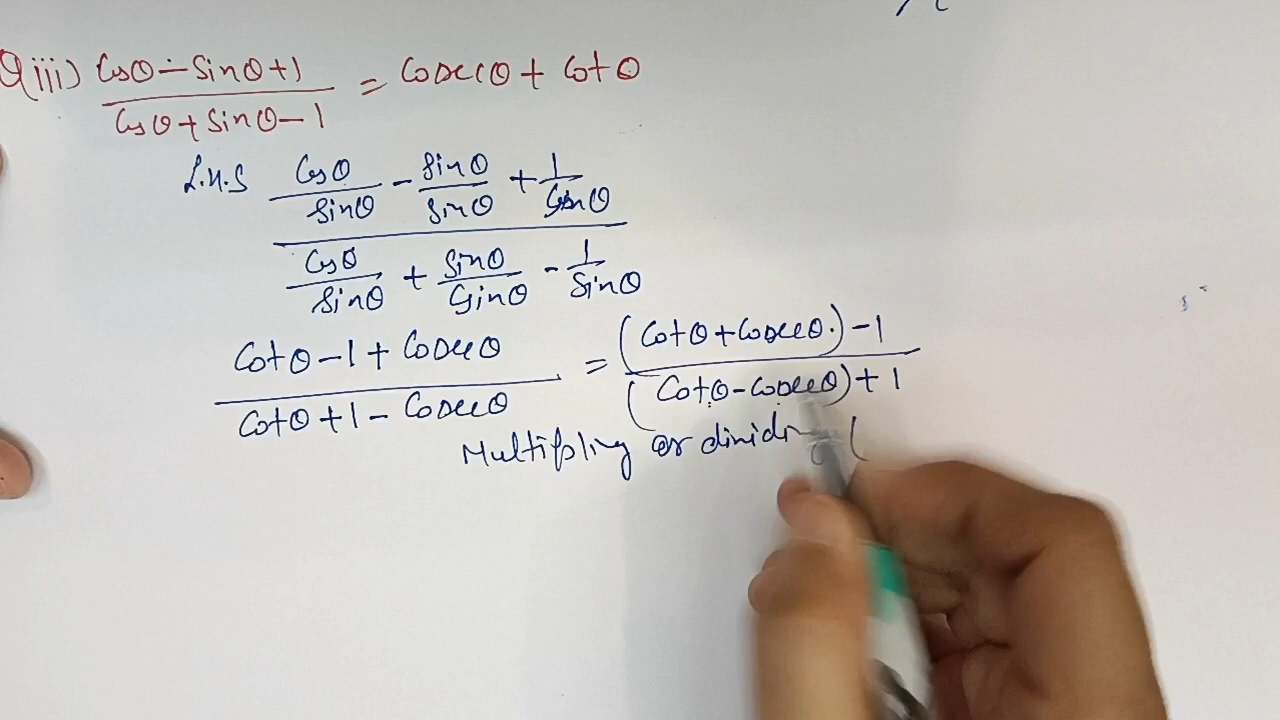 Q iii) Cosθ - Sinθ + 1 / Cosθ + Sinθ - 1 = Cosecθ + Cotθ
L.H.S Cosθ/Sinθ - Sinθ/Sinθ + 1/Sinθ
Cosθ/Sinθ + Sinθ/Sinθ - 1/Sinθ
Cotθ - 1 + Cosecθ / Cotθ + 1 - Cosecθ = (Cotθ + Cosecθ) - 1 / (Cotθ - Cosecθ) + 1
Multipling or dividing (